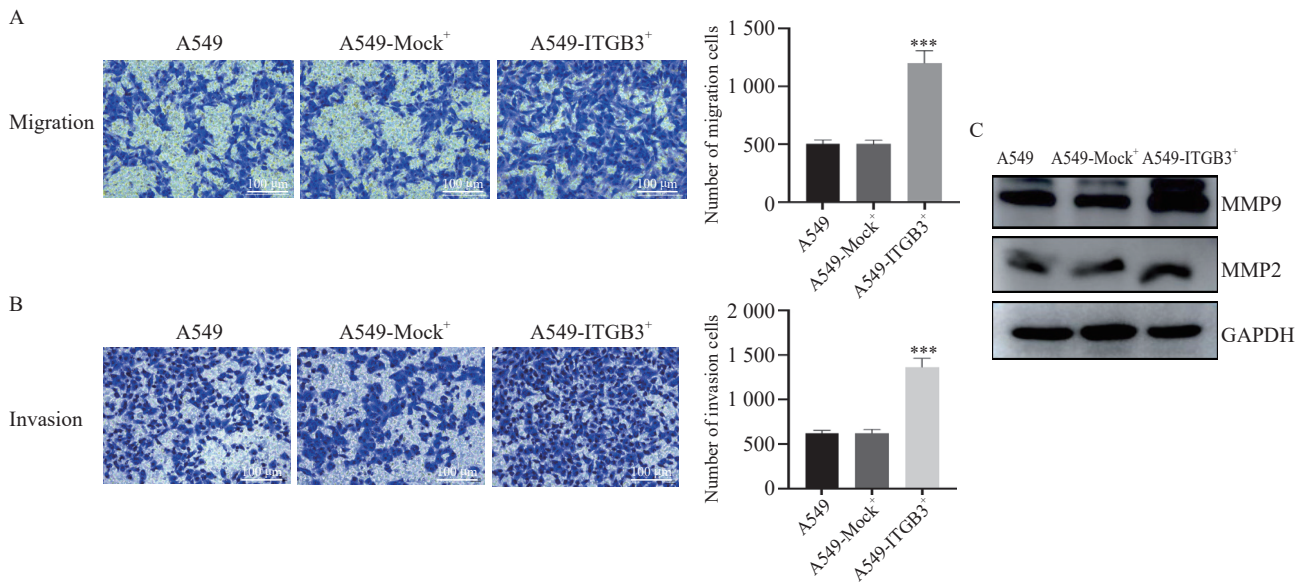 A
A549
A549-Mock⁺
A549-ITGB3⁺
Migration
100 μm
100 μm
100 μm
Number of migration cells
1 500
1 000
500
0
***
A549
A549-Mock⁺
A549-ITGB3⁺
B
A549
A549-Mock⁺
A549-ITGB3⁺
Invasion
100 μm
100 μm
100 μm
Number of invasion cells
2 000
1 500
1 000
500
0
***
A549
A549-Mock⁺
A549-ITGB3⁺
C
A549 A549-Mock⁺ A549-ITGB3⁺
MMP9
MMP2
GAPDH